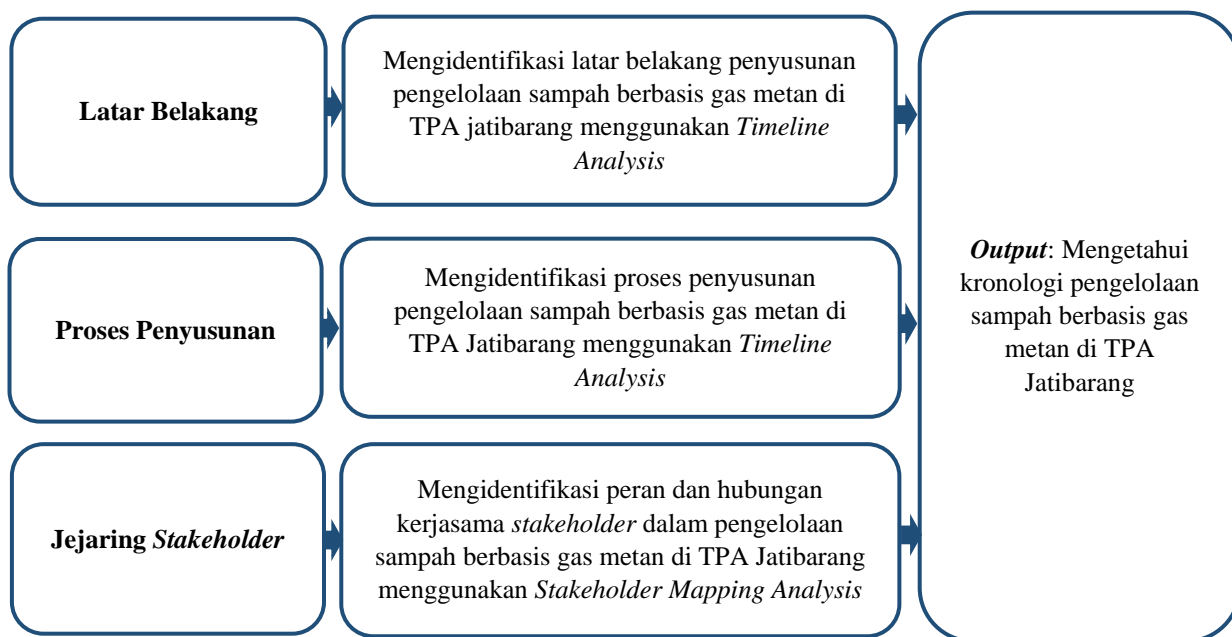 Latar Belakang
Mengidentifikasi latar belakang penyusunan
pengelolaan sampah berbasis gas metan di
TPA jatibarang menggunakan Timeline
Analysis
Proses Penyusunan
Mengidentifikasi proses penyusunan
pengelolaan sampah berbasis gas metan di
TPA Jatibarang menggunakan Timeline
Analysis
Jejaring Stakeholder
Mengidentifikasi peran dan hubungan
kerjasama stakeholder dalam pengelolaan
sampah berbasis gas metan di TPA Jatibarang
menggunakan Stakeholder Mapping Analysis
Output: Mengetahui
kronologi pengelolaan
sampah berbasis gas
metan di TPA
Jatibarang